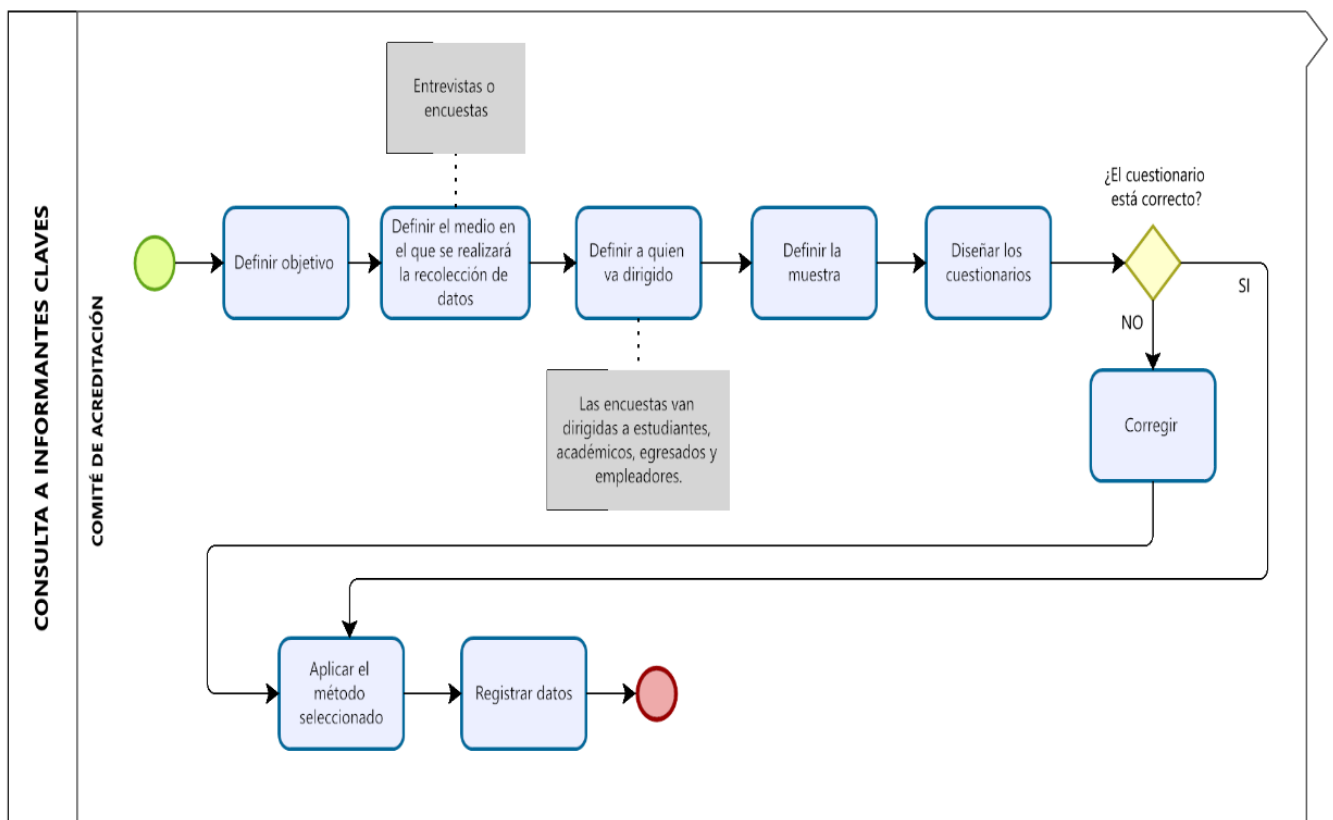 CONSULTA A INFORMANTES CLAVES
COMITÉ DE ACREDITACIÓN
Entrevistas o
encuestas
Definir objetivo
Definir el medio en
el que se realizará
la recolección de
datos
Definir a quien
va dirigido
Definir la
muestra
Diseñar los
cuestionarios
¿El cuestionario
está correcto?
SI
NO
Las encuestas van
dirigidas a estudiantes,
académicos, egresados y
empleadores.
Corregir
Aplicar el
método
seleccionado
Registrar datos